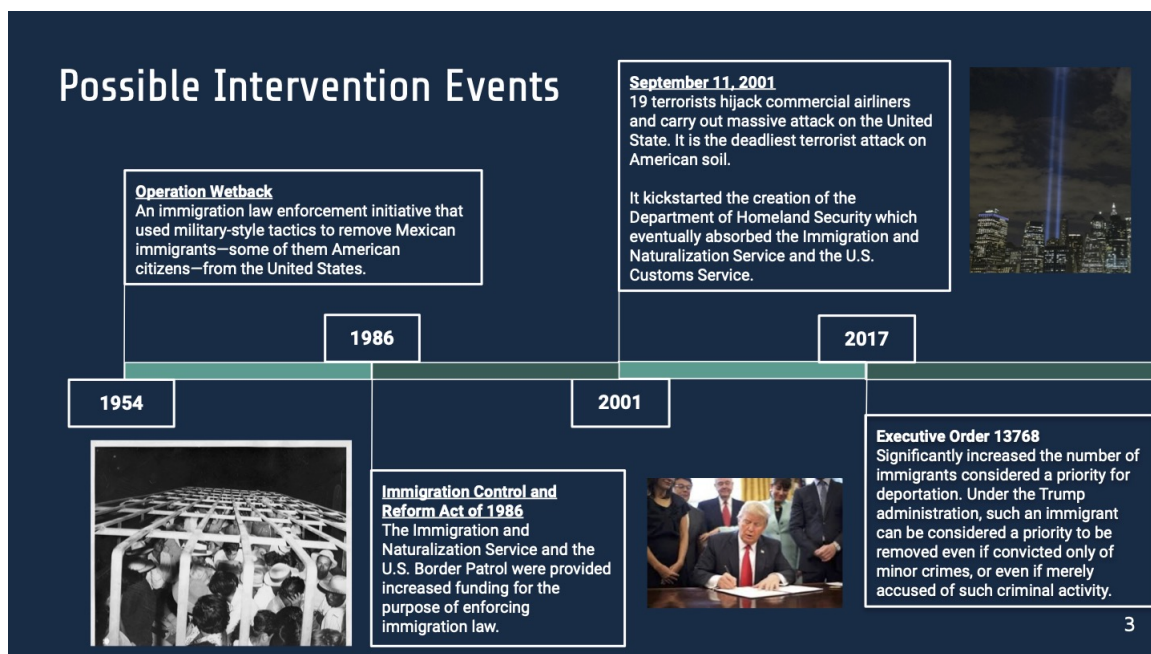 Possible Intervention Events
September 11, 2001
19 terrorists hijack commercial airliners
and carry out massive attack on the United
State. It is the deadliest terrorist attack on
American soil.
It kickstarted the creation of the
Department of Homeland Security which
eventually absorbed the Immigration and
Naturalization Service and the U.S.
Customs Service.
Operation Wetback
An immigration law enforcement initiative that
used military-style tactics to remove Mexican
immigrants—some of them American
citizens—from the United States.
1986
2017
1954
2001
Executive Order 13768
Significantly increased the number of
immigrants considered a priority for
deportation. Under the Trump
administration, such an immigrant
can be considered a priority to be
removed even if convicted only of
minor crimes, or even if merely
accused of such criminal activity.
Immigration Control and
Reform Act of 1986
The Immigration and
Naturalization Service and the
U.S. Border Patrol were provided
increased funding for the
purpose of enforcing
immigration law.
3